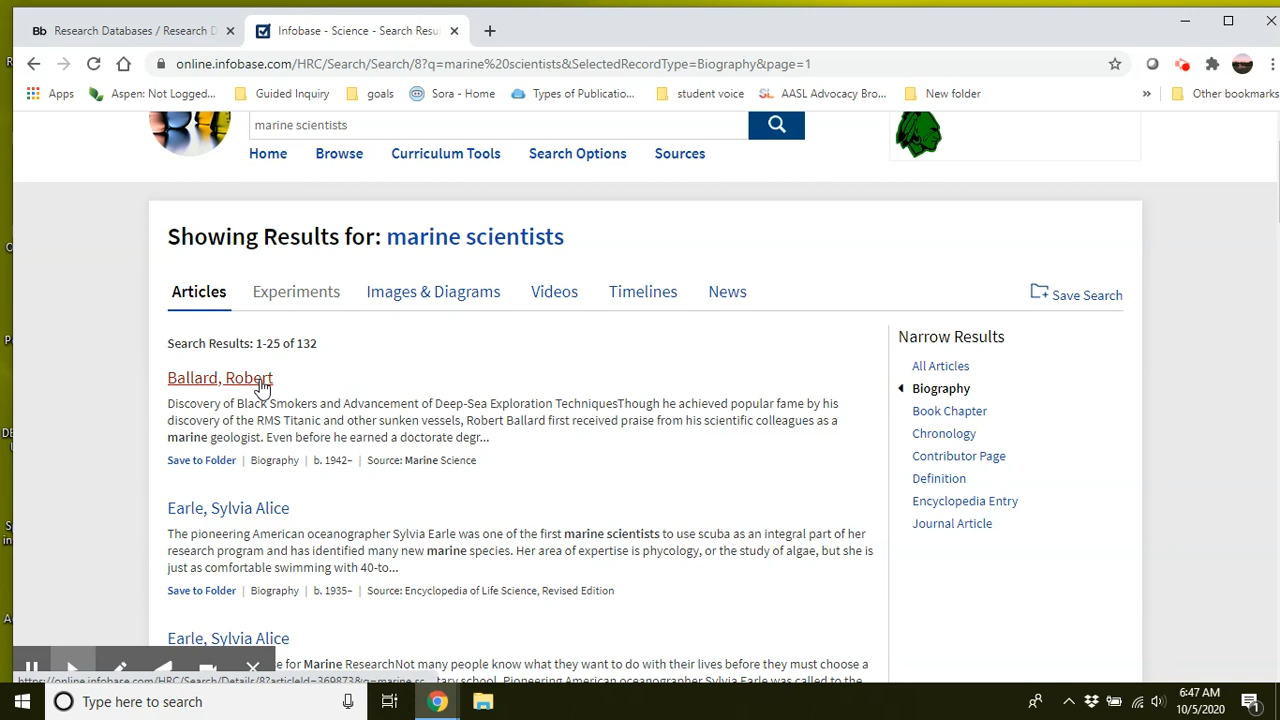 Bb Research Databases / Research D
Infobase - Science - Search Resu
online.infobase.com/HRC/Search/Search/8?q=marine%20scientists&SelectedRecordType=Biography&page=1
Apps
Aspen: Not Logged...
Guided Inquiry
goals
Sora - Home
Types of Publicatio...
student voice
SL AASL Advocacy Bro...
New folder
»
Other bookmarks
marine scientists
Home
Browse
Curriculum Tools
Search Options
Sources
Showing Results for: marine scientists
Articles
Experiments
Images & Diagrams
Videos
Timelines
News
Save Search
Search Results: 1-25 of 132
Ballard, Robert
Discovery of Black Smokers and Advancement of Deep-Sea Exploration TechniquesThough he achieved popular fame by his
discovery of the RMS Titanic and other sunken vessels, Robert Ballard first received praise from his scientific colleagues as a
marine geologist. Even before he earned a doctorate degr...
Save to Folder | Biography | b. 1942– | Source: Marine Science
Earle, Sylvia Alice
The pioneering American oceanographer Sylvia Earle was one of the first marine scientists to use scuba as an integral part of her
research program and has identified many new marine species. Her area of expertise is phycology, or the study of algae, but she is
just as comfortable swimming with 40-to...
Save to Folder | Biography | b. 1935– | Source: Encyclopedia of Life Science, Revised Edition
Earle, Sylvia Alice
e for Marine ResearchNot many people know what they want to do with their lives before they must choose a
tary school. Pioneering American oceanographer Sylvia Earle was called to the
Narrow Results
All Articles
Biography
Book Chapter
Chronology
Contributor Page
Definition
Encyclopedia Entry
Journal Article
https://online.infobase.com/HRC/Search/Details/8?articleId=369873&q=marine sc
Type here to search
6:47 AM
10/5/2020
1